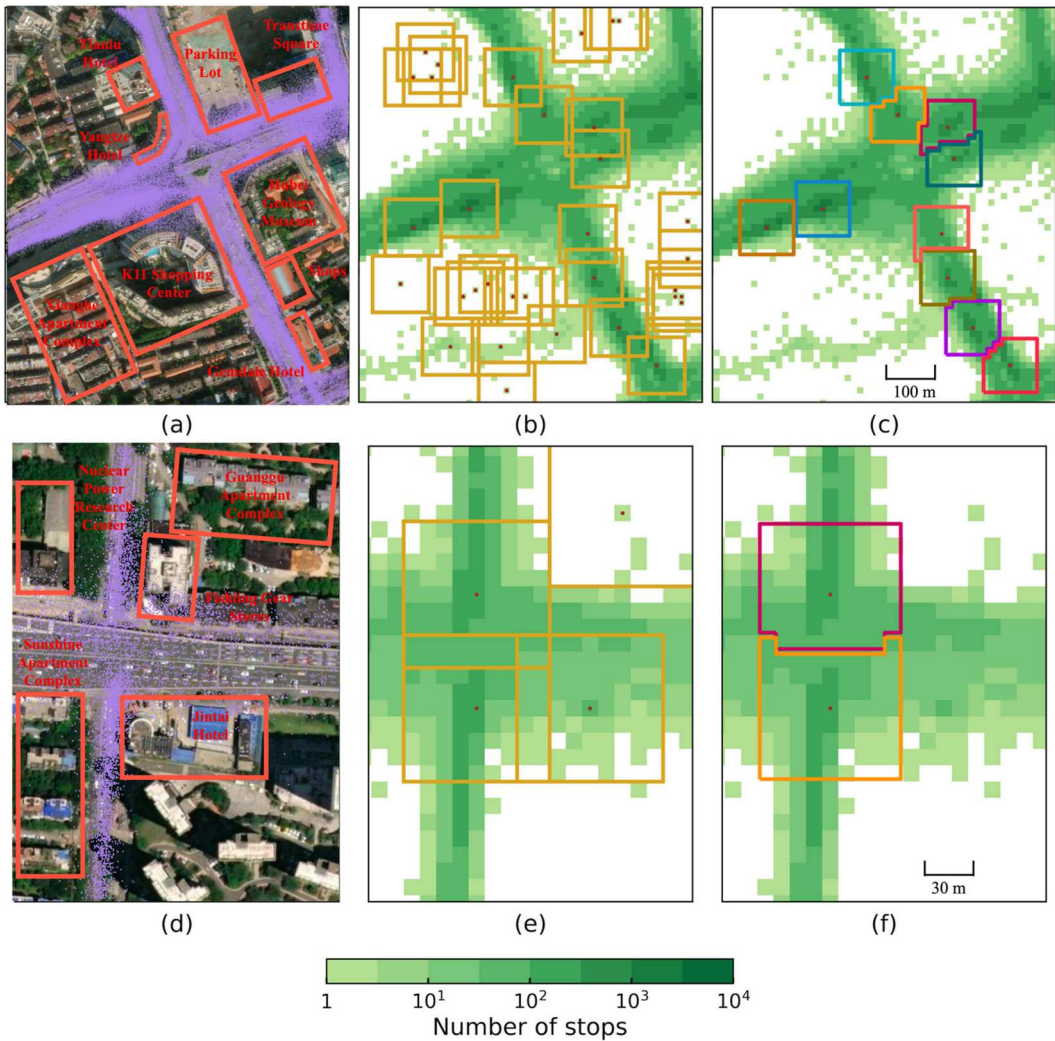 Tianlu
Hotel
Parking
Lot
Transtime
Square
Yangtze
Hotel
Hubei
Geology
Museum
K11 Shopping
Center
Shops
Xianghe
Apartment
Complex
Gemdale Hotel
100 m
(a)
(b)
(c)
Nuclear
Power
Research
Center
Guanggu
Apartment
Complex
Fishing Gear
Stores
Sunshine
Apartment
Complex
Jintai
Hotel
30 m
(d)
(e)
(f)
1
10¹
10²
10³
10⁴
Number of stops